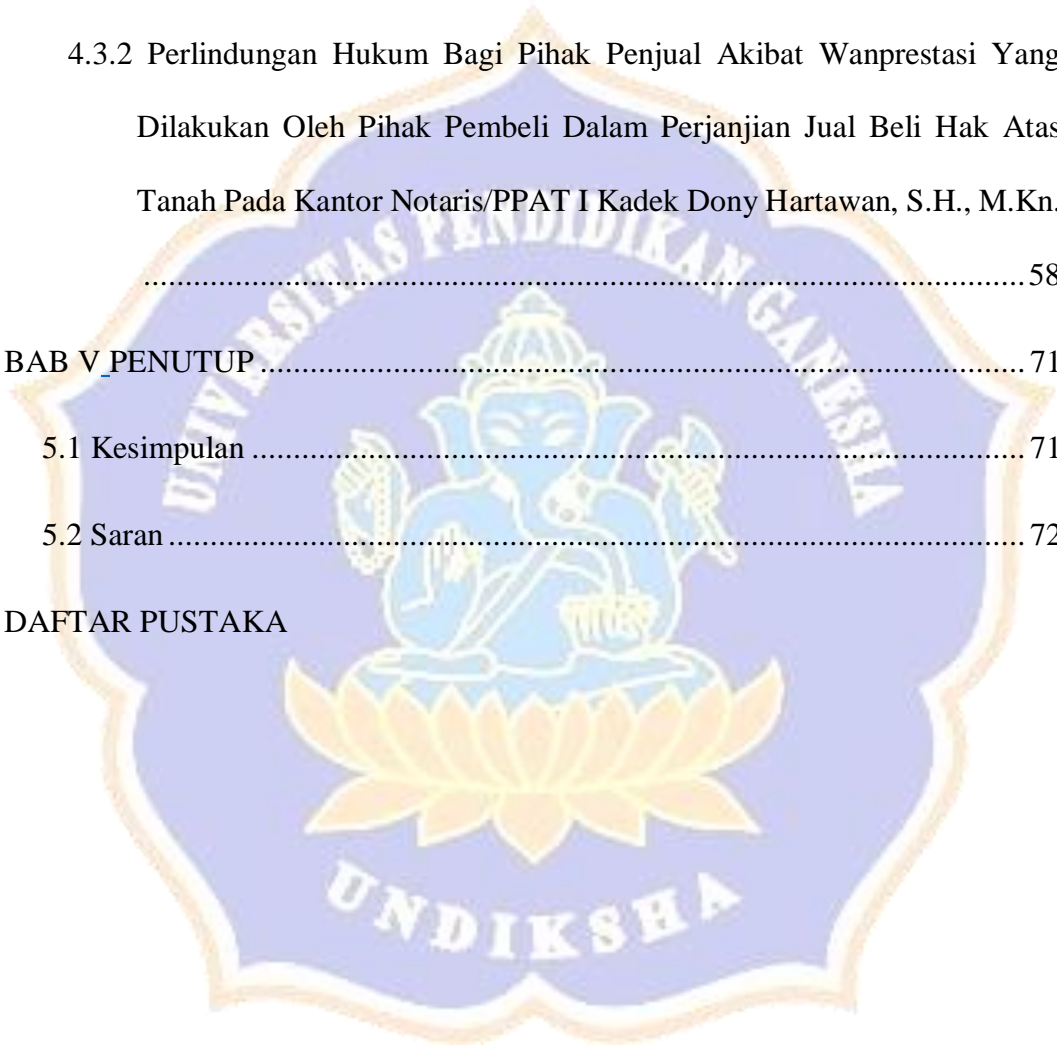 4.3.2 Perlindungan Hukum Bagi Pihak Penjual Akibat Wanprestasi Yang
Dilakukan Oleh Pihak Pembeli Dalam Perjanjian Jual Beli Hak Atas
Tanah Pada Kantor Notaris/PPAT I Kadek Dony Hartawan, S.H., M.Kn.
.......................................................................................... 58
BAB V PENUTUP ............................................................................. 71
5.1 Kesimpulan .............................................................................. 71
5.2 Saran ...................................................................................... 72
DAFTAR PUSTAKA
UNIVERSITAS PENDIDIKAN GANESHA
UNDIKSHA